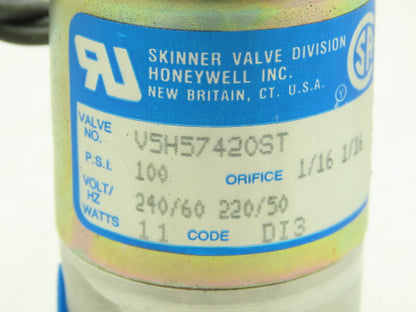 SKINNER VALVE DIVISION
HONEYWELL INC.
NEW BRITAIN, CT. U.S.A.
VALVE NO. V5H57420ST
P.S.I. 100 ORIFICE 1/16 1/16
VOLT/HZ 240/60 220/50
WATTS 11 CODE DI3